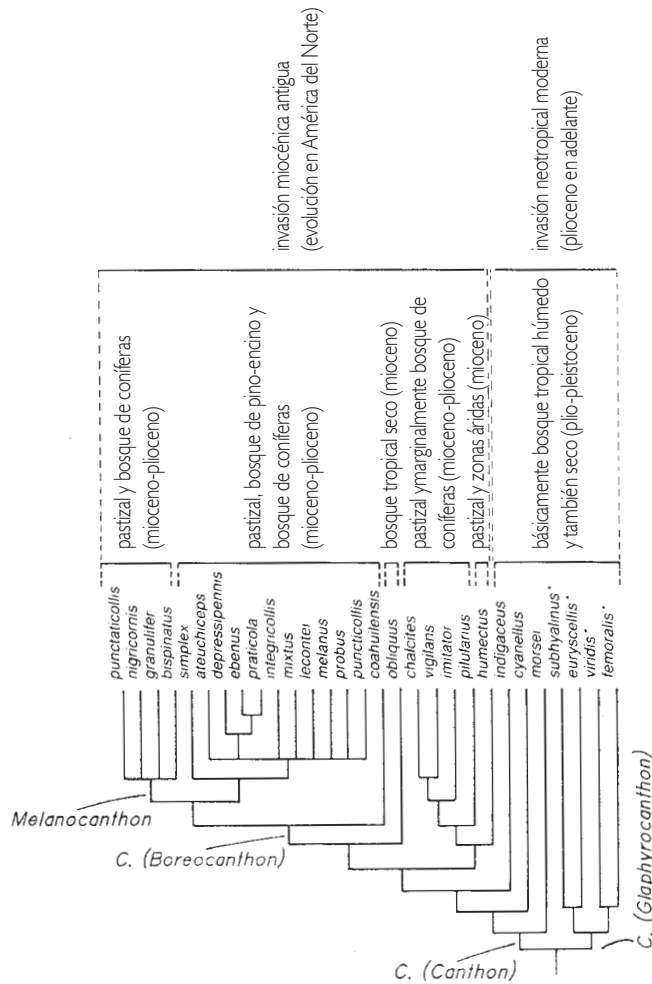 invasión miocénica antigua
(evolución en América del Norte)
invasión neotropical moderna
(plioceno en adelante)
pastizal y bosque de coníferas
(mioceno-plioceno)
pastizal, bosque de pino-encino y
bosque de coníferas
(mioceno-plioceno)
bosque tropical seco (mioceno)
pastizal ymarginalmente bosque de
coníferas (mioceno-plioceno)
pastizal y zonas áridas (mioceno)
básicamente bosque tropical húmedo
y también seco (plio-pleistoceno)
punctaticollis
nigricornis
granulifer
bispinatus
simplex
ateuchiceps
depressipennis
ebenus
praticola
integricollis
mixtus
lecontei
melanus
probus
puncticollis
coahuilensis
obliquus
chalcites
vigilans
imitator
pilularius
humectus
indigaceus
cyanellus
morsei
subhyalinus*
euryscellis*
viridis*
femoralis*
Melanocanthon
C. (Boreocanthon)
C. (Canthon)
C. (Glaphyrocanthon)